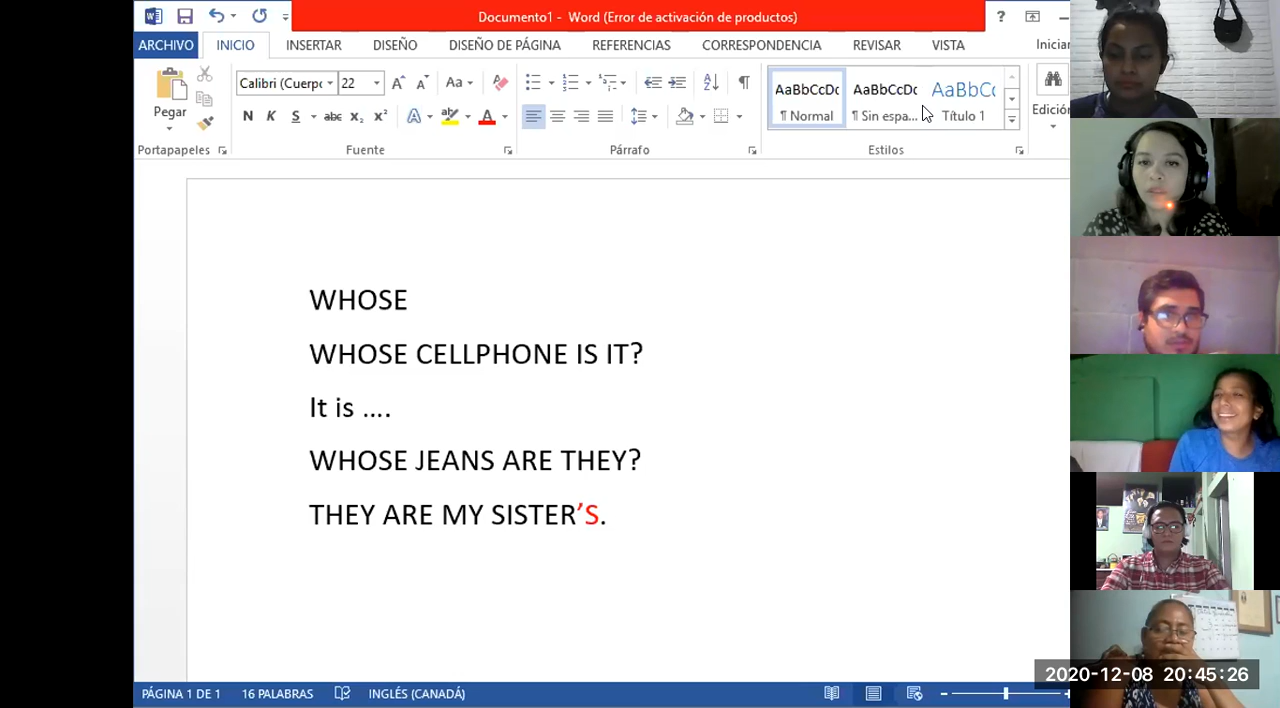 Documento1 - Word (Error de activación de productos)
ARCHIVO INICIO INSERTAR DISEÑO DISEÑO DE PÁGINA REFERENCIAS CORRESPONDENCIA REVISAR VISTA Iniciar
Calibri (Cuerpo 22 Aa AaBbCcDc AaBbCcDc AaBbCc
Pegar N K S abc x₂ x² A A ¶ Normal ¶ Sin espa... Título 1 Edición
Portapapeles Fuente Párrafo Estilos
WHOSE
WHOSE CELLPHONE IS IT?
It is ....
WHOSE JEANS ARE THEY?
THEY ARE MY SISTER’S.
PÁGINA 1 DE 1 16 PALABRAS INGLÉS (CANADÁ)
2020-12-08 20:45:26